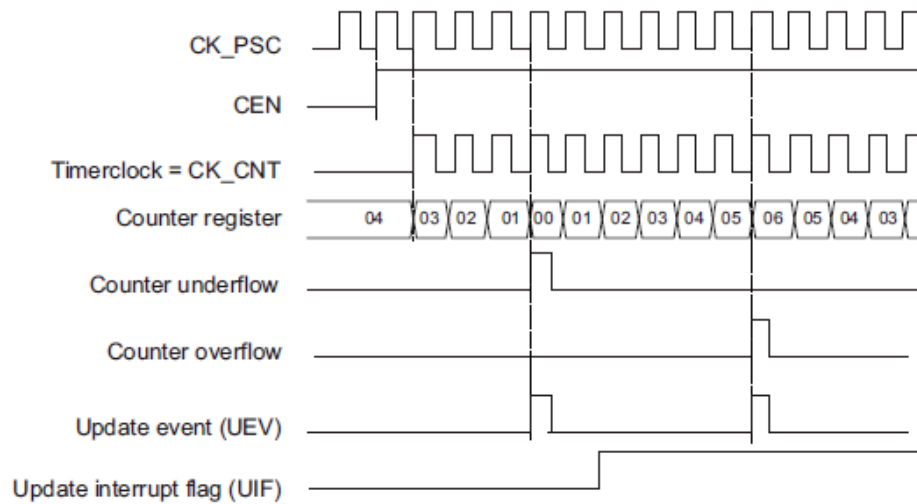 CK_PSC
CEN
Timerclock = CK_CNT
Counter register 04 03 02 01 00 01 02 03 04 05 06 05 04 03
Counter underflow
Counter overflow
Update event (UEV)
Update interrupt flag (UIF)